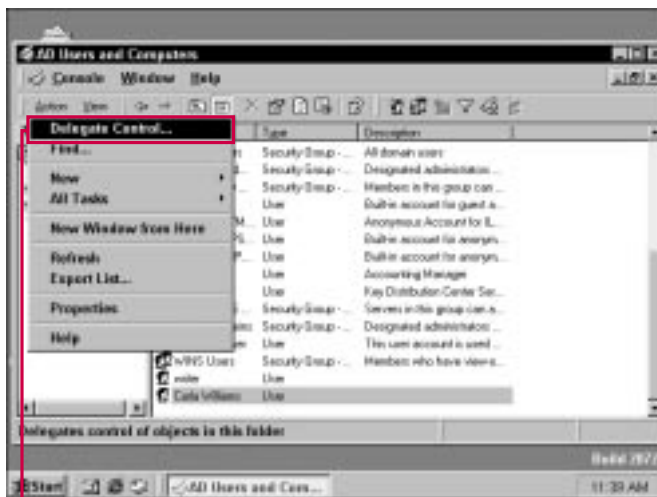 AD Users and Computers
Console Window Help
Action View
Delegate Control...
Find...
New
All Tasks
New Window from Here
Refresh
Export List...
Properties
Help
Type Description
Security Group - ... All domain users
Security Group - ... Designated administrators ...
Security Group - ... Members in this group can ...
User Built-in account for guest a...
User Anonymous Account for IL...
User Built-in account for anonym...
User Built-in account for anonym...
User Accounting Manager
User Key Distribution Center Ser...
Security Group - ... Servers in this group can a...
Security Group - ... Designated administrators ...
User This user account is used ...
WINS Users Security Group - ... Members who have view-o...
writer User
Carla Williams User
Delegates control of objects in this folder
Build 2072
Start AD Users and Com... 11:39 AM